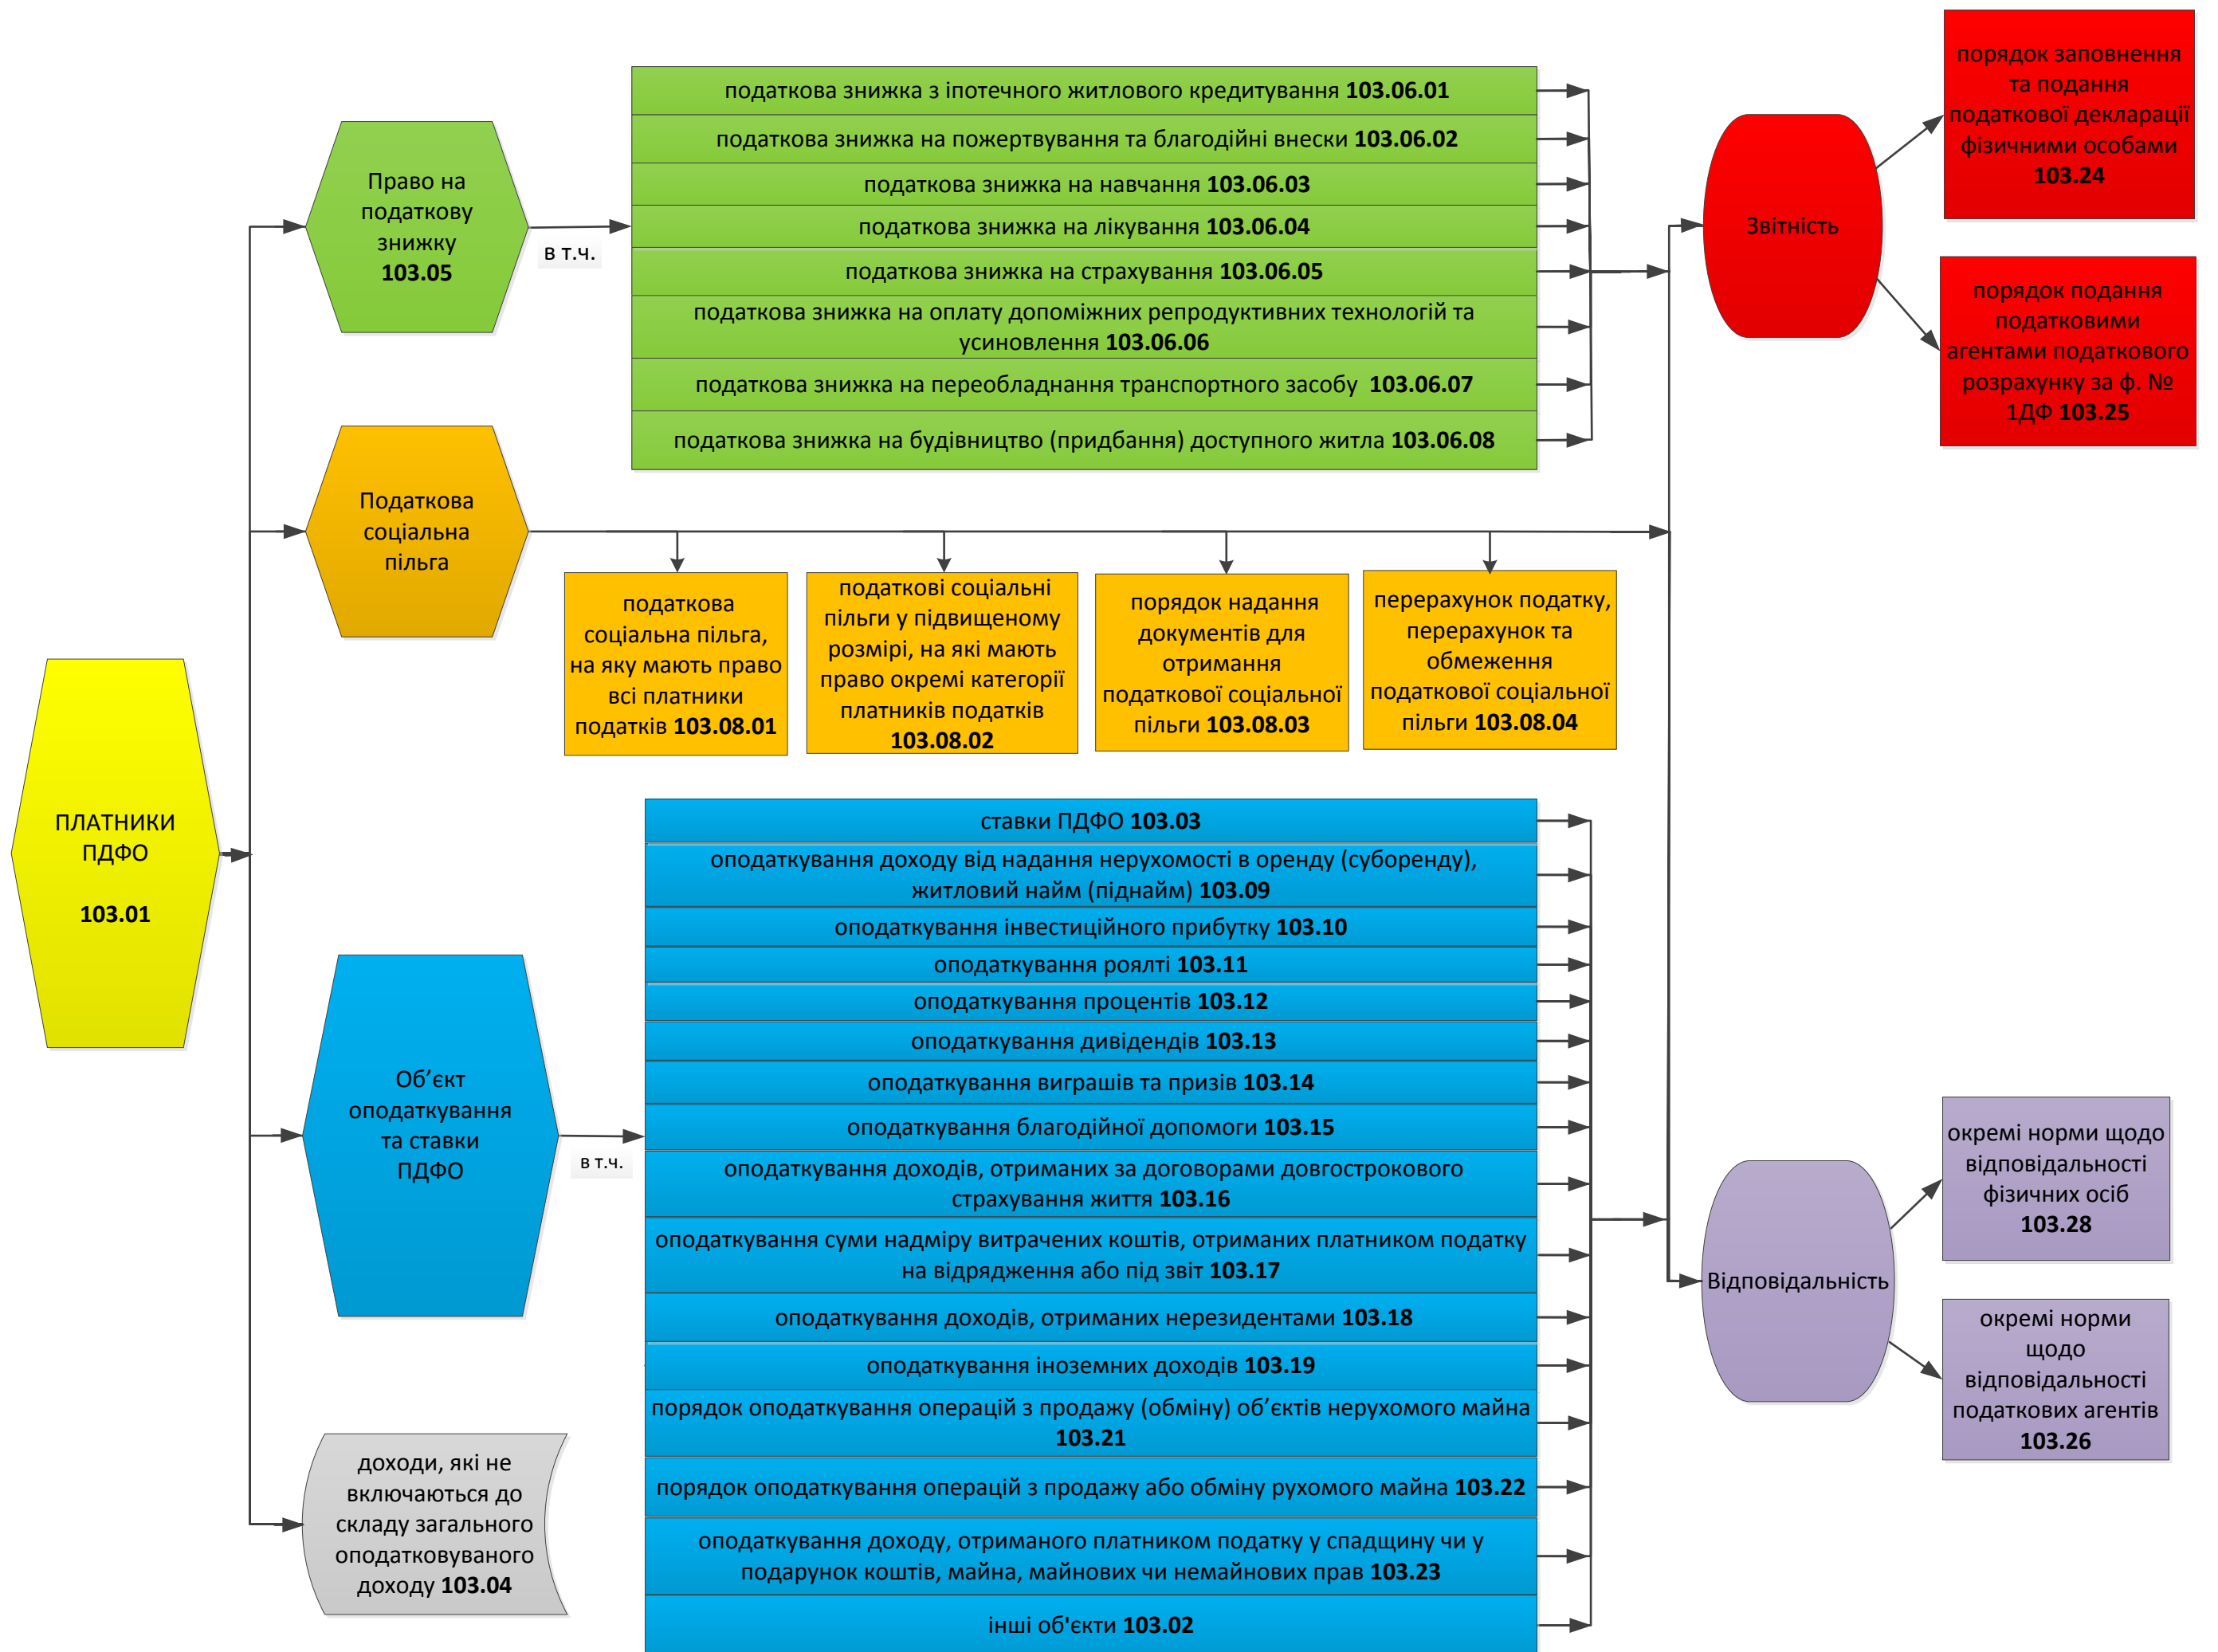 ПЛАТНИКИ
ПДФО
103.01
Право на
податкову
знижку
103.05
в т.ч.
податкова знижка з іпотечного житлового кредитування 103.06.01
податкова знижка на пожертвування та благодійні внески 103.06.02
податкова знижка на навчання 103.06.03
податкова знижка на лікування 103.06.04
податкова знижка на страхування 103.06.05
податкова знижка на оплату допоміжних репродуктивних технологій та
усиновлення 103.06.06
податкова знижка на переобладнання транспортного засобу 103.06.07
податкова знижка на будівництво (придбання) доступного житла 103.06.08
Податкова
соціальна
пільга
податкова
соціальна пільга,
на яку мають право
всі платники
податків 103.08.01
податкові соціальні
пільги у підвищеному
розмірі, на які мають
право окремі категорії
платників податків
103.08.02
порядок надання
документів для
отримання
податкової соціальної
пільги 103.08.03
перерахунок податку,
перерахунок та
обмеження
податкової соціальної
пільги 103.08.04
Об’єкт
оподаткування
та ставки
ПДФО
в т.ч.
ставки ПДФО 103.03
оподаткування доходу від надання нерухомості в оренду (суборенду),
житловий найм (піднайм) 103.09
оподаткування інвестиційного прибутку 103.10
оподаткування роялті 103.11
оподаткування процентів 103.12
оподаткування дивідендів 103.13
оподаткування виграшів та призів 103.14
оподаткування благодійної допомоги 103.15
оподаткування доходів, отриманих за договорами довгострокового
страхування життя 103.16
оподаткування суми надміру витрачених коштів, отриманих платником податку
на відрядження або під звіт 103.17
оподаткування доходів, отриманих нерезидентами 103.18
оподаткування іноземних доходів 103.19
порядок оподаткування операцій з продажу (обміну) об’єктів нерухомого майна
103.21
порядок оподаткування операцій з продажу або обміну рухомого майна 103.22
оподаткування доходу, отриманого платником податку у спадщину чи у
подарунок коштів, майна, майнових чи немайнових прав 103.23
інші об'єкти 103.02
доходи, які не
включаються до
складу загального
оподатковуваного
доходу 103.04
Звітність
порядок заповнення
та подання
податкової декларації
фізичними особами
103.24
порядок подання
податковими
агентами податкового
розрахунку за ф. №
1ДФ 103.25
Відповідальність
окремі норми щодо
відповідальності
фізичних осіб
103.28
окремі норми
щодо
відповідальності
податкових агентів
103.26